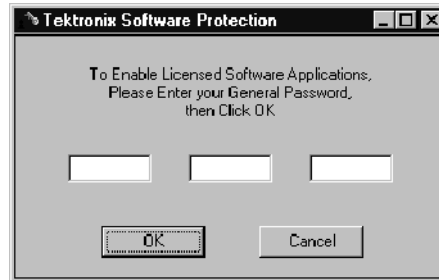 Tektronix Software Protection
To Enable Licensed Software Applications,
Please Enter your General Password,
then Click OK
OK
Cancel